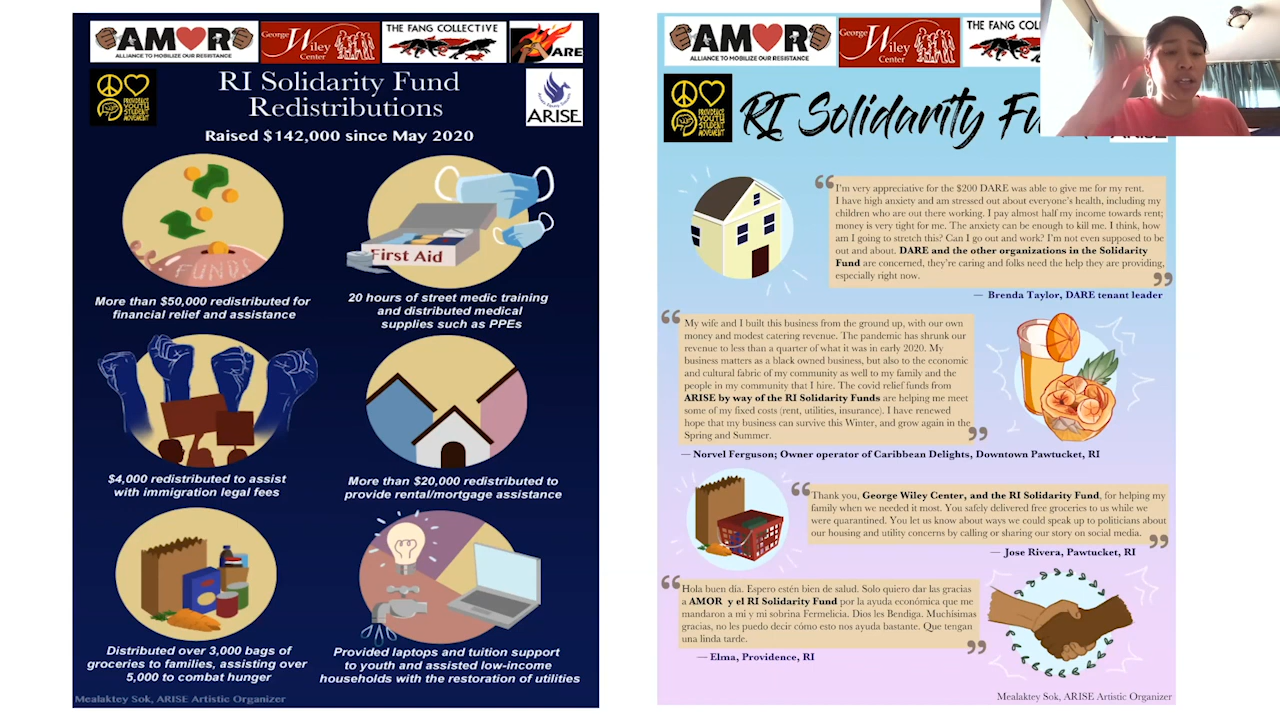 AMOR
ALLIANCE TO MOBILIZE OUR RESISTANCE
George
Wiley
Center
THE FANG COLLECTIVE
DARE
PROVIDENCE
YOUTH
STUDENT
MOVEMENT
RI Solidarity Fund
Redistributions
ARISE
Raised $142,000 since May 2020
FUNDS
First Aid
More than $50,000 redistributed for
financial relief and assistance
20 hours of street medic training
and distributed medical
supplies such as PPEs
$4,000 redistributed to assist
with immigration legal fees
More than $20,000 redistributed to
provide rental/mortgage assistance
Distributed over 3,000 bags of
groceries to families, assisting over
5,000 to combat hunger
Provided laptops and tuition support
to youth and assisted low-income
households with the restoration of utilities
Mealaktey Sok, ARISE Artistic Organizer
AMOR
ALLIANCE TO MOBILIZE OUR RESISTANCE
George
Wiley
Center
THE FANG COL
PROVIDENCE
YOUTH
STUDENT
MOVEMENT
RI Solidarity Fu
ARISE
“I'm very appreciative for the $200 DARE was able to give me for my rent.
I have high anxiety and am stressed out about everyone's health, including my
children who are out there working. I pay almost half my income towards rent;
money is very tight for me. The anxiety can be enough to kill me. I think, how
am I going to stretch this? Can I go out and work? I'm not even supposed to be
out and about. DARE and the other organizations in the Solidarity
Fund are concerned, they're caring and folks need the help they are providing,
especially right now.”
— Brenda Taylor, DARE tenant leader
“My wife and I built this business from the ground up, with our own
money and modest catering revenue. The pandemic has shrunk our
revenue to less than a quarter of what it was in early 2020. My
business matters as a black owned business, but also to the economic
and cultural fabric of my community as well to my family and the
people in my community that I hire. The covid relief funds from
ARISE by way of the RI Solidarity Funds are helping me meet
some of my fixed costs (rent, utilities, insurance). I have renewed
hope that my business can survive this Winter, and grow again in the
Spring and Summer.”
— Norvel Ferguson; Owner operator of Caribbean Delights, Downtown Pawtucket, RI
“Thank you, George Wiley Center, and the RI Solidarity Fund, for helping my
family when we needed it most. You safely delivered free groceries to us while we
were quarantined. You let us know about ways we could speak up to politicians about
our housing and utility concerns by calling or sharing our story on social media.”
— Jose Rivera, Pawtucket, RI
“Hola buen día. Espero estén bien de salud. Solo quiero dar las gracias
a AMOR y el RI Solidarity Fund por la ayuda económica que me
mandaron a mi y mi sobrina Fermelicia. Dios les Bendiga. Muchísimas
gracias, no les puedo decir cómo esto nos ayuda bastante. Que tengan
una linda tarde.”
— Elma, Providence, RI
Mealaktey Sok, ARISE Artistic Organizer